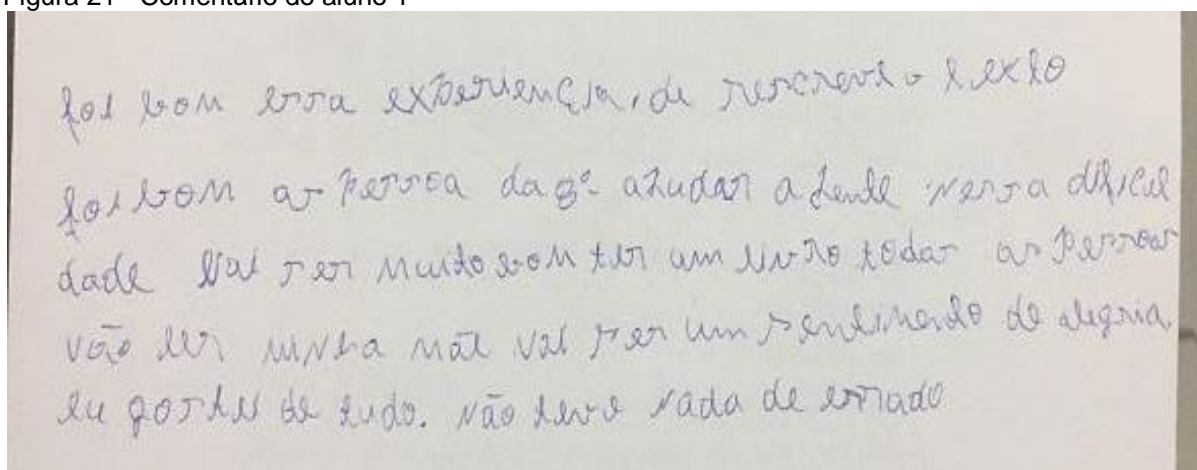 Figura 21 - Comentário do aluno 1
foi bom essa experiência, de rescreve o texto
foi bom as pessoa da 8ª ajudar a gente nessa dificul
dade Vai ser muito bom ter um livro todas as pessoas
vão ler minha mãe vai ser um sentimento de alegria,
eu gostei de tudo. não teve nada de errado